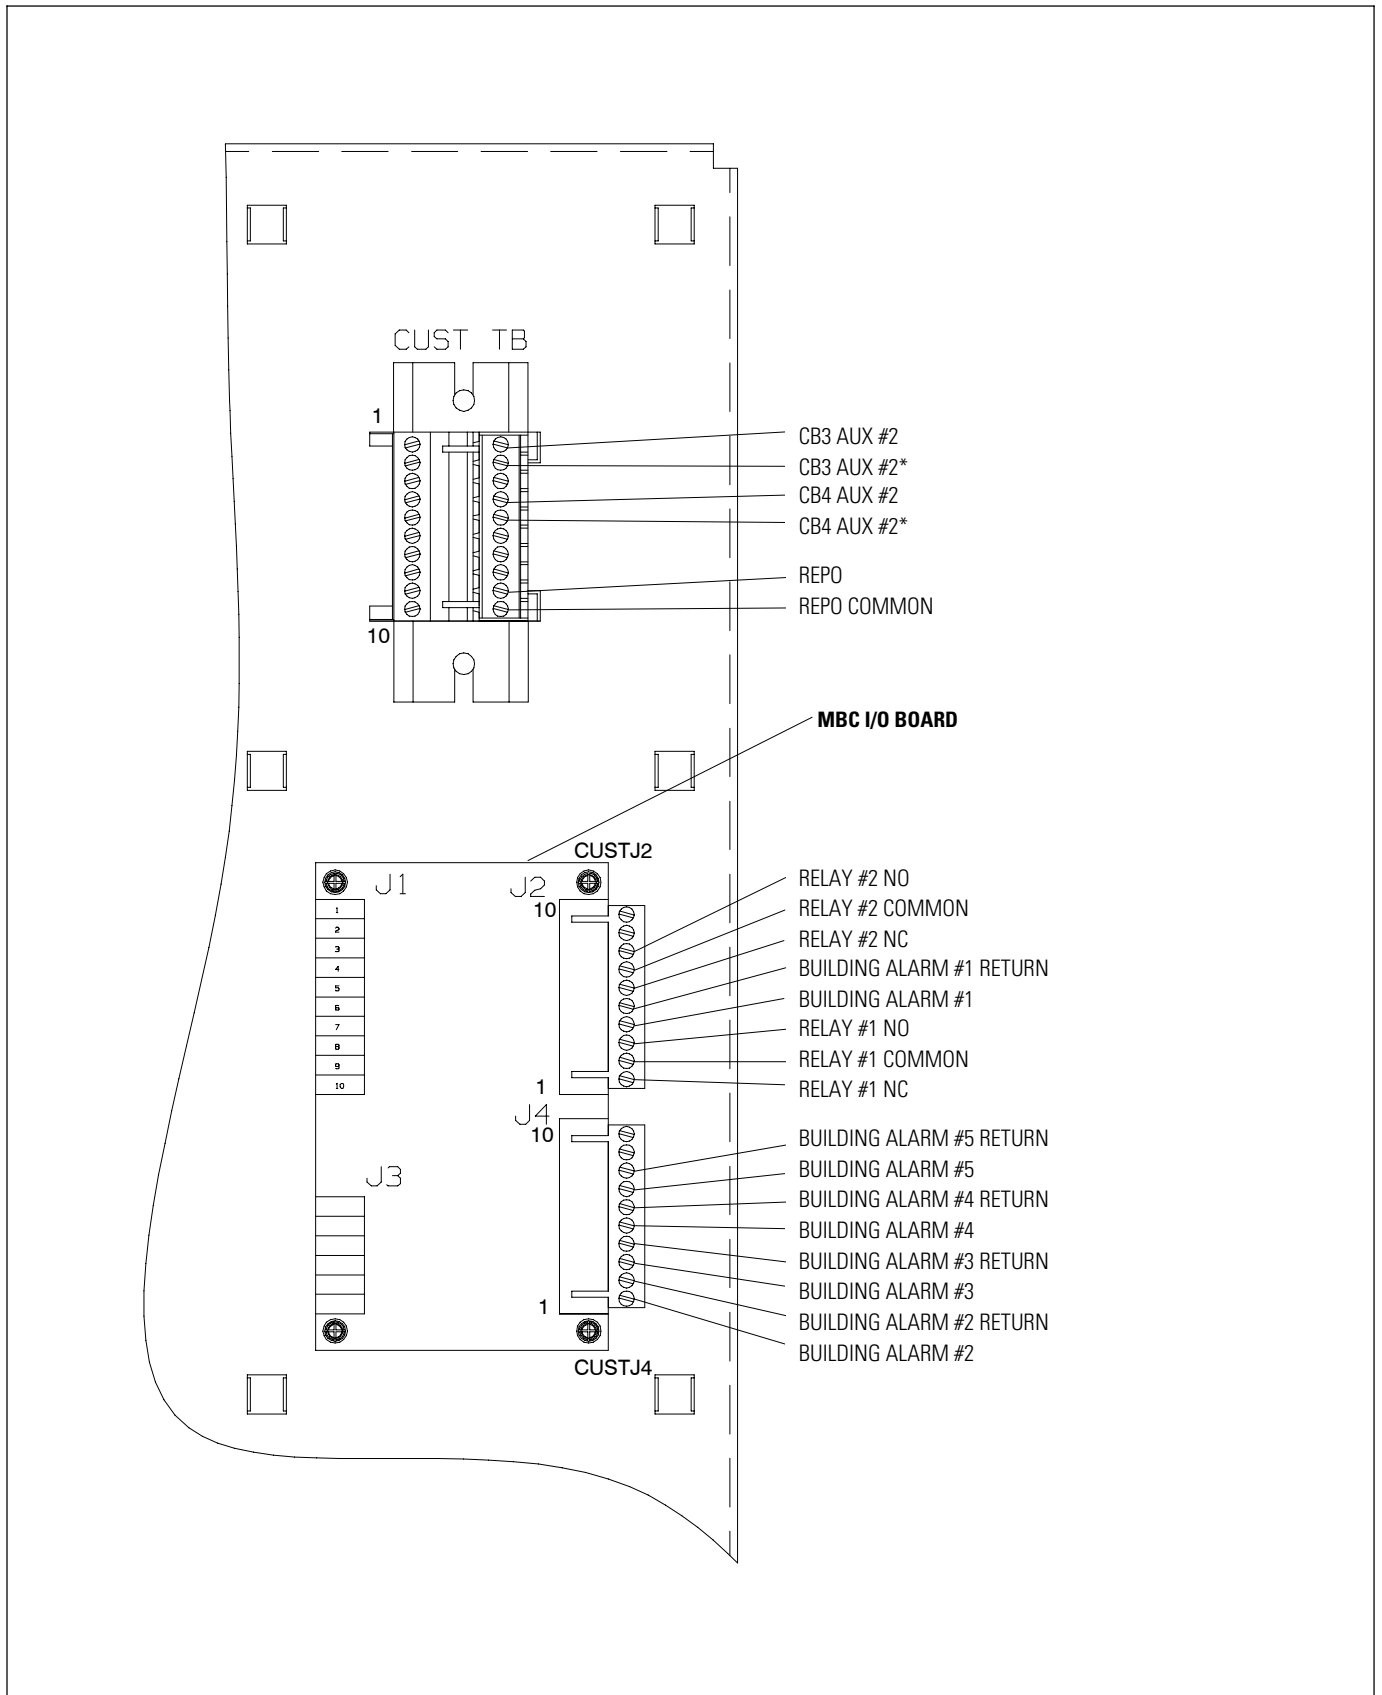 CUST TB
1
CB3 AUX #2
CB3 AUX #2*
CB4 AUX #2
CB4 AUX #2*
REPO
REPO COMMON
10
MBC I/O BOARD
CUSTJ2
J1
J2
10
1
2
3
4
5
6
7
8
9
10
1
RELAY #2 NO
RELAY #2 COMMON
RELAY #2 NC
BUILDING ALARM #1 RETURN
BUILDING ALARM #1
RELAY #1 NO
RELAY #1 COMMON
RELAY #1 NC
J4
10
J3
1
BUILDING ALARM #5 RETURN
BUILDING ALARM #5
BUILDING ALARM #4 RETURN
BUILDING ALARM #4
BUILDING ALARM #3 RETURN
BUILDING ALARM #3
BUILDING ALARM #2 RETURN
BUILDING ALARM #2
CUSTJ4